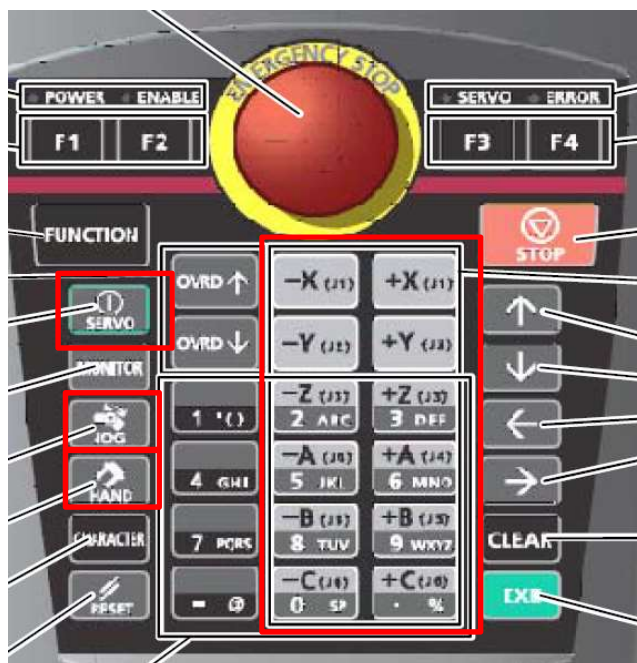 EMERGENCY STOP
POWER ENABLE
SERVO ERROR
F1 F2
F3 F4
FUNCTION
STOP
OVRD ↑ −X (J1) +X (J1)
SERVO
OVRD ↓ −Y (J2) +Y (J2)
MONITOR
−Z (J3) +Z (J3)
1 '() 2 ABC 3 DEF
JOG
−A (J4) +A (J4)
4 GHI 5 JKL 6 MNO
HAND
−B (J5) +B (J5)
CHARACTER 7 PQRS 8 TUV 9 WXYZ CLEAR
−C (J6) +C (J6)
RESET - @ 0 SP . % EXE